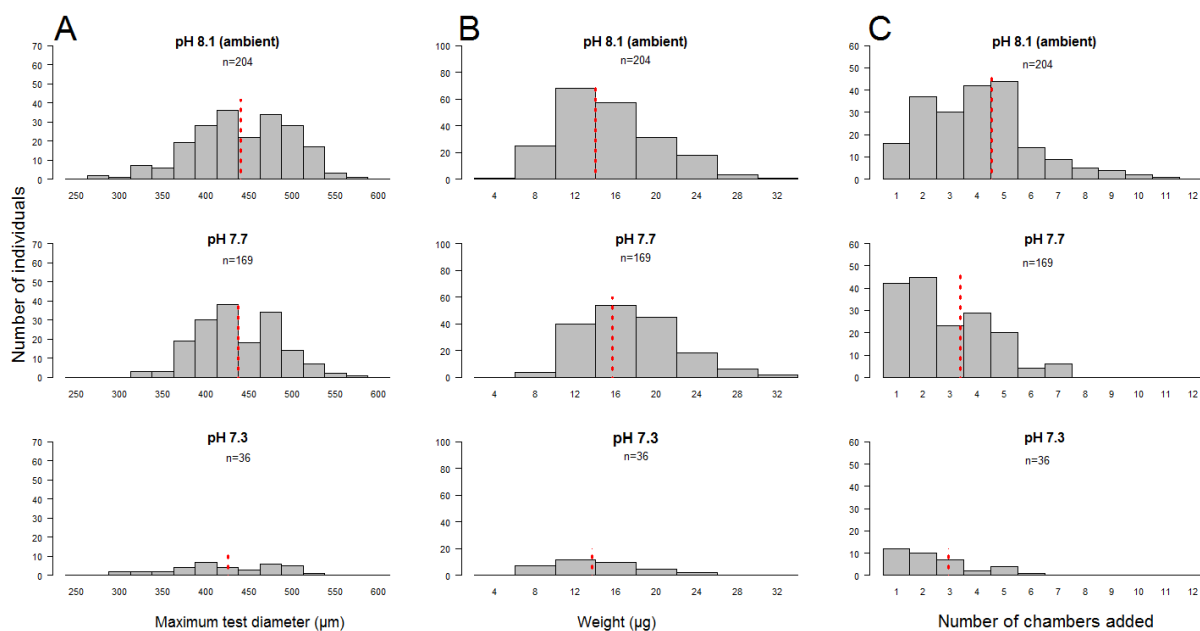 A
B
C
pH 8.1 (ambient)
n=204
pH 8.1 (ambient)
n=204
pH 8.1 (ambient)
n=204
70
60
50
40
30
20
10
0
250 300 350 400 450 500 550 600
100
80
60
40
20
0
4 8 12 16 20 24 28 32
60
50
40
30
20
10
0
1 2 3 4 5 6 7 8 9 10 11 12
Number of individuals
pH 7.7
n=169
pH 7.7
n=169
pH 7.7
n=169
70
60
50
40
30
20
10
0
250 300 350 400 450 500 550 600
100
80
60
40
20
0
4 8 12 16 20 24 28 32
60
50
40
30
20
10
0
1 2 3 4 5 6 7 8 9 10 11 12
pH 7.3
n=36
pH 7.3
n=36
pH 7.3
n=36
70
60
50
40
30
20
10
0
250 300 350 400 450 500 550 600
100
80
60
40
20
0
4 8 12 16 20 24 28 32
60
50
40
30
20
10
0
1 2 3 4 5 6 7 8 9 10 11 12
Maximum test diameter (µm)
Weight (µg)
Number of chambers added